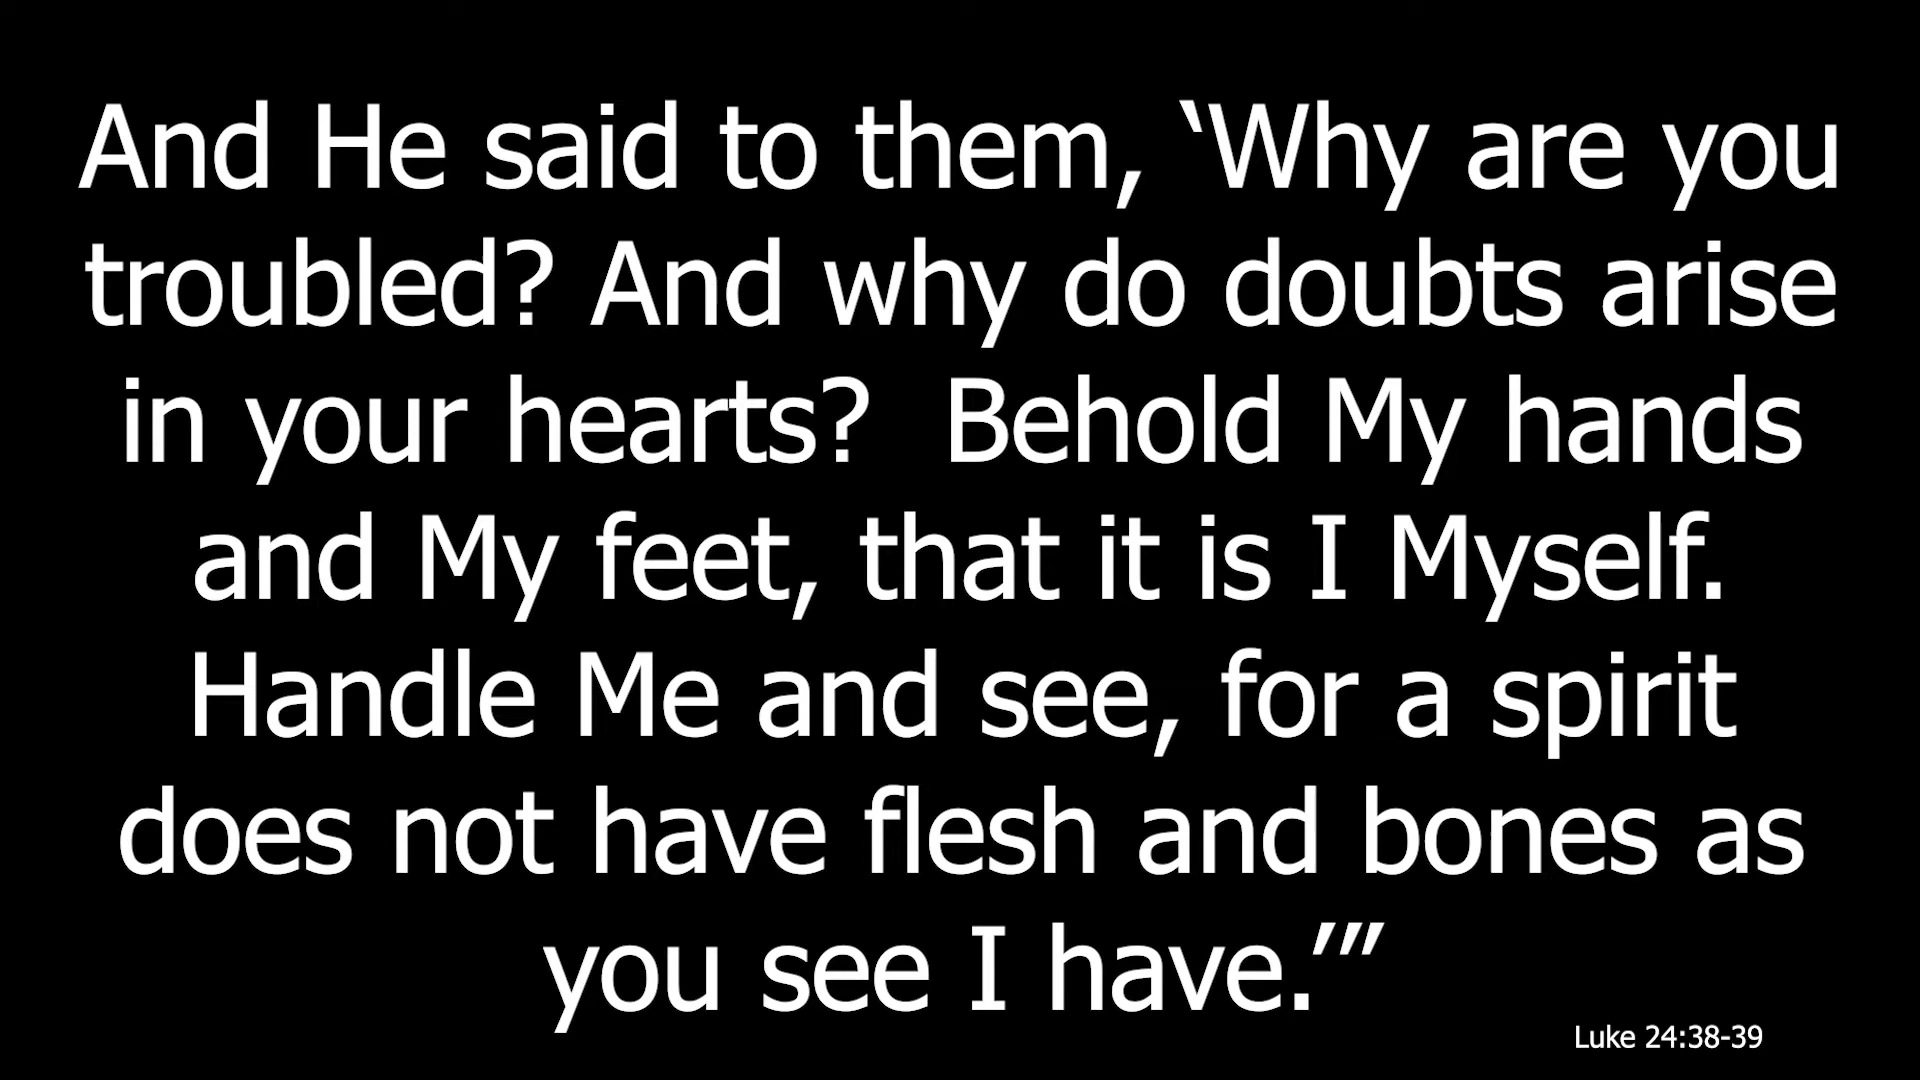 And He said to them, ‘Why are you
troubled? And why do doubts arise
in your hearts?  Behold My hands
and My feet, that it is I Myself.
Handle Me and see, for a spirit
does not have flesh and bones as
you see I have.’”
Luke 24:38-39